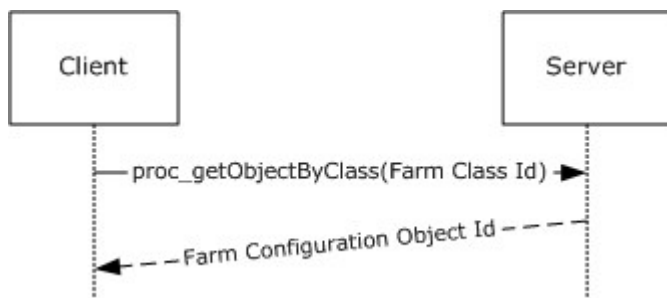 Client
Server
proc_getObjectByClass(Farm Class Id)
Farm Configuration Object Id